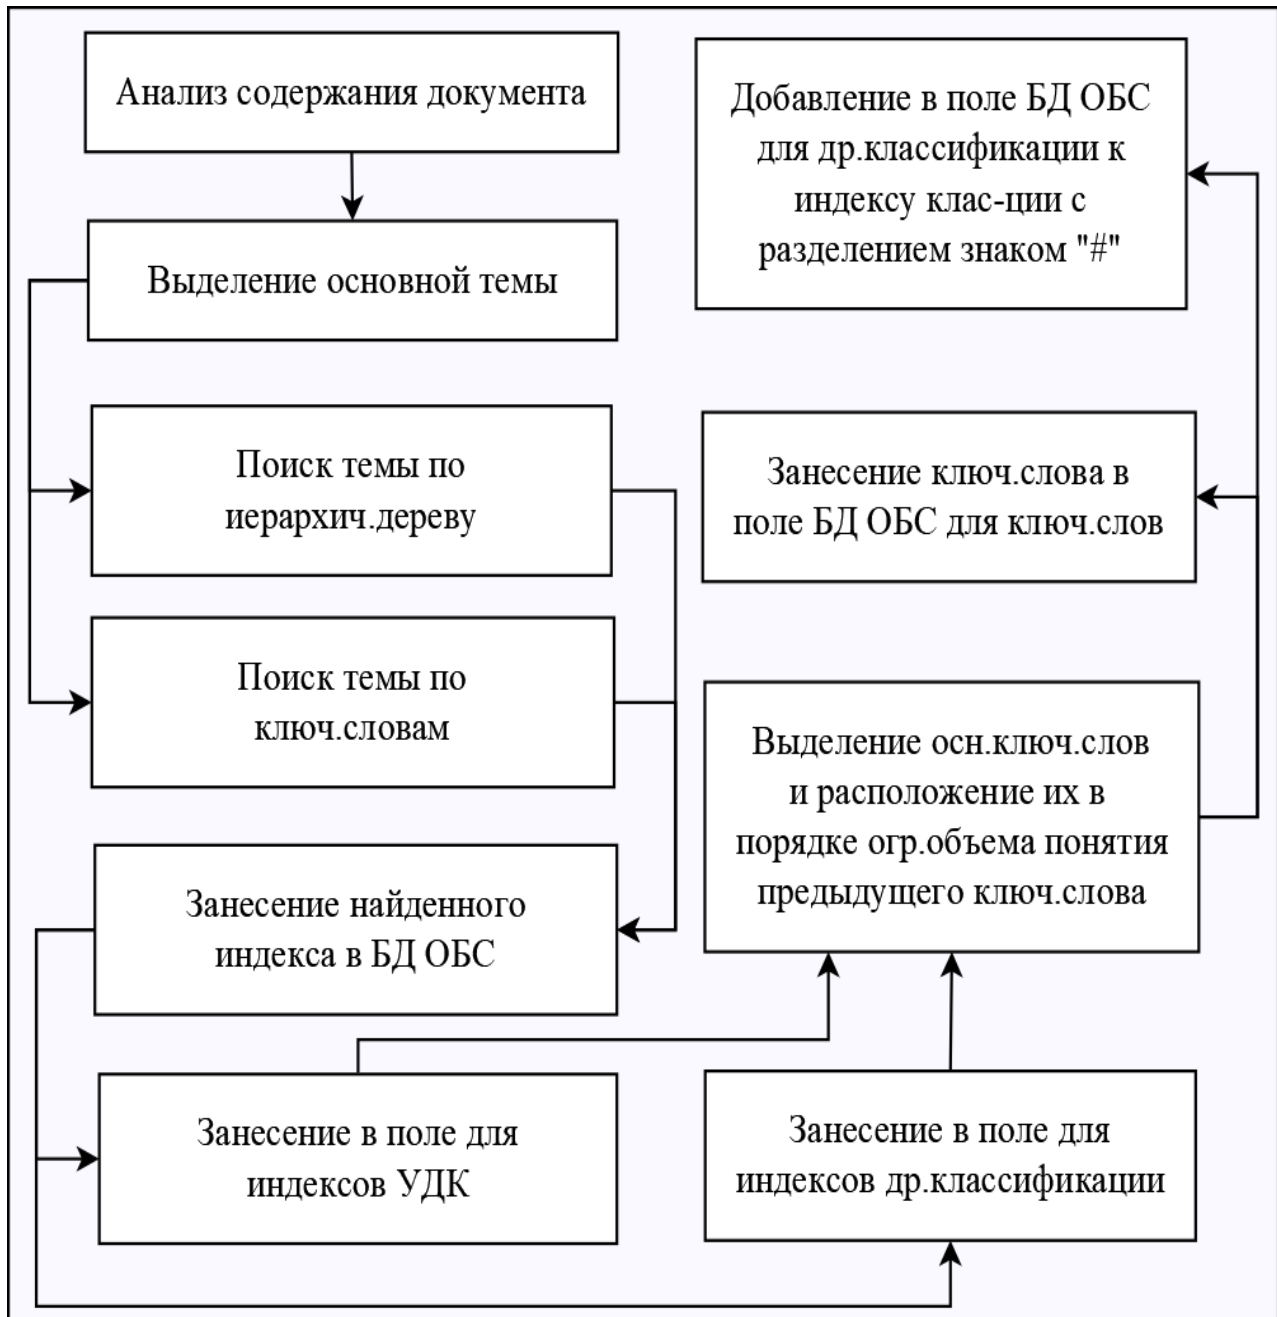 Анализ содержания документа
Выделение основной темы
Поиск темы по
иерархич.дереву
Поиск темы по
ключ.словам
Занесение найденного
индекса в БД ОБС
Занесение в поле для
индексов УДК
Занесение в поле для
индексов др.классификации
Выделение осн.ключ.слов
и расположение их в
порядке огр.объема понятия
предыдущего ключ.слова
Занесение ключ.слова в
поле БД ОБС для ключ.слов
Добавление в поле БД ОБС
для др.классификации к
индексу клас-ции с
разделением знаком "#"